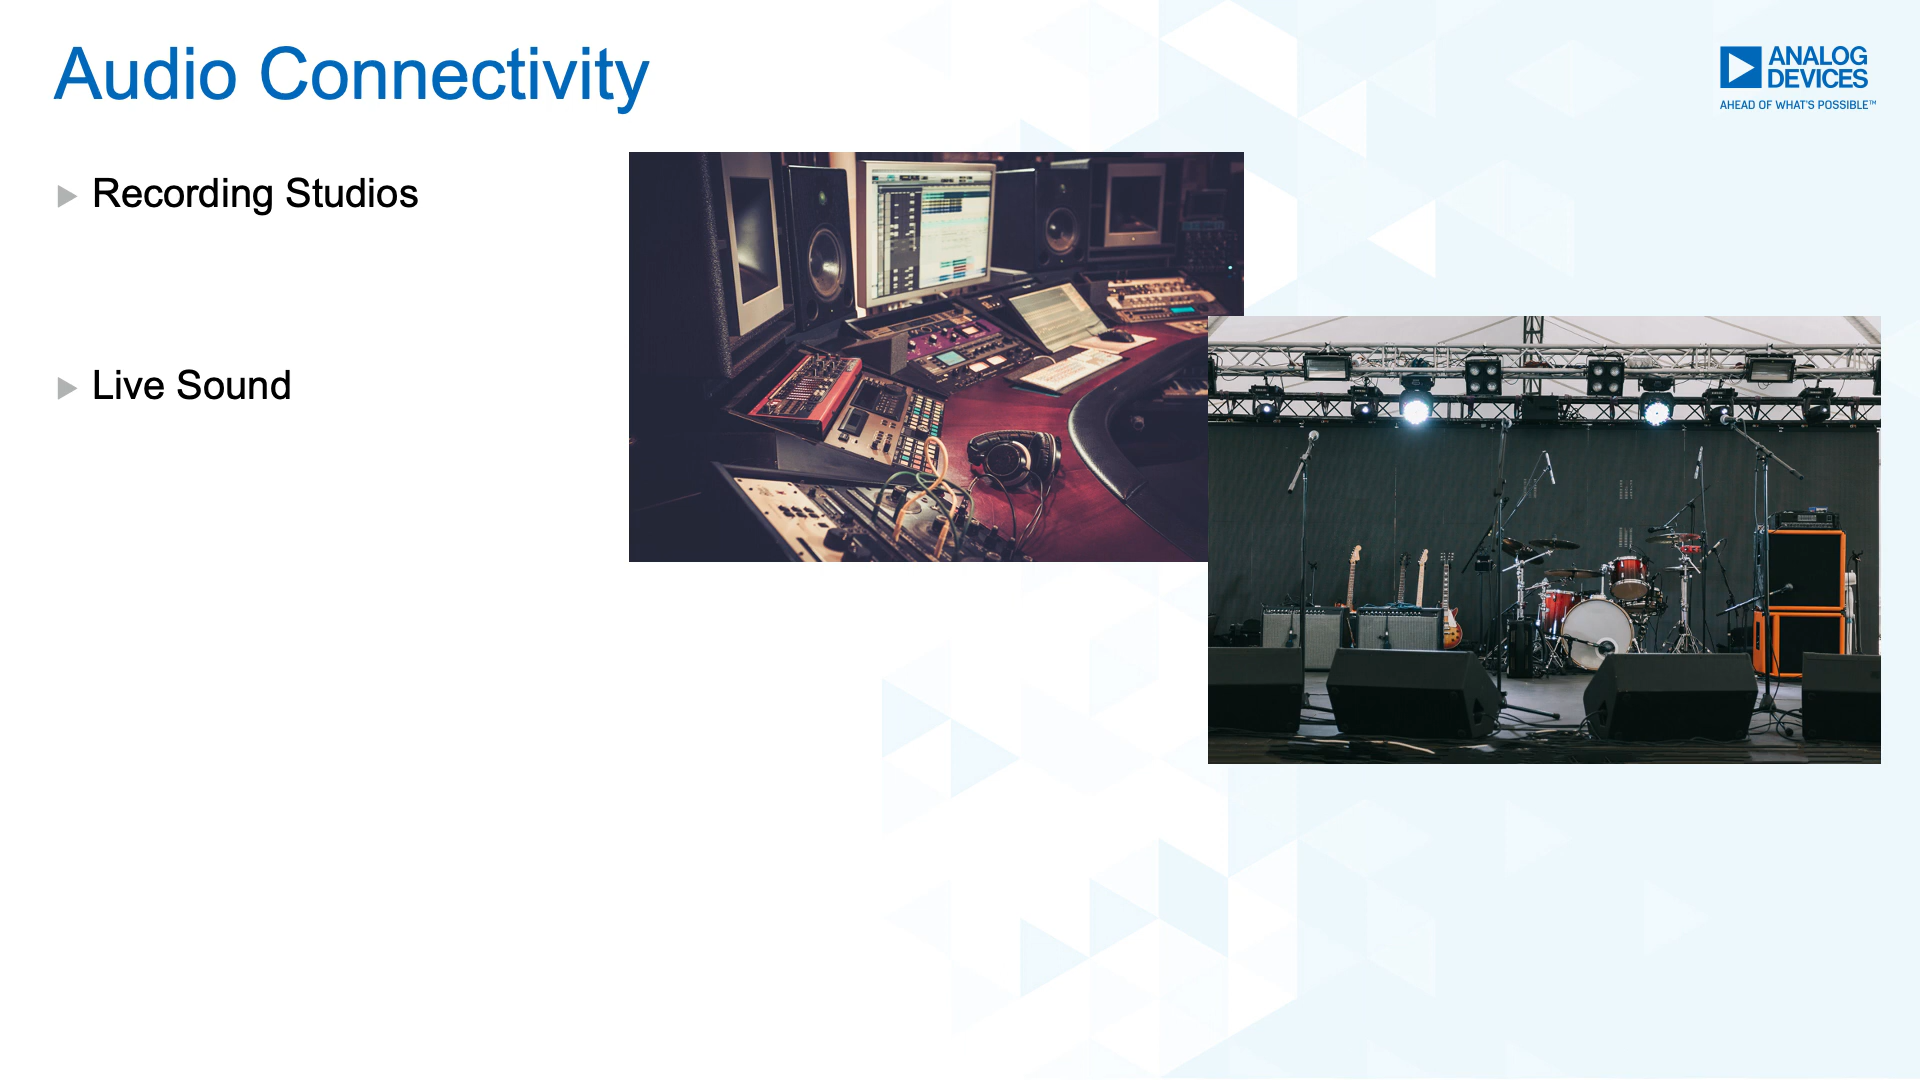 Audio Connectivity
ANALOG
DEVICES
AHEAD OF WHAT'S POSSIBLE™
Recording Studios
Live Sound